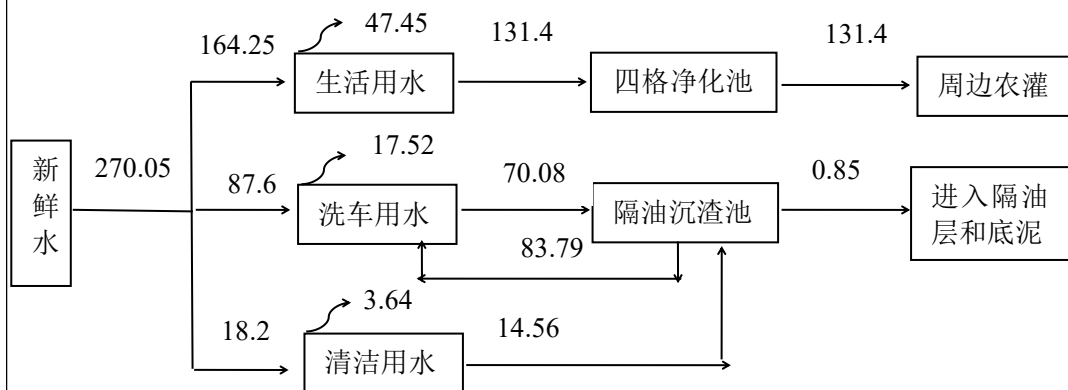 47.45
164.25
131.4
131.4
生活用水
四格净化池
周边农灌
新鲜水
270.05
17.52
87.6
70.08
0.85
洗车用水
隔油沉渣池
进入隔油
层和底泥
83.79
3.64
18.2
14.56
清洁用水